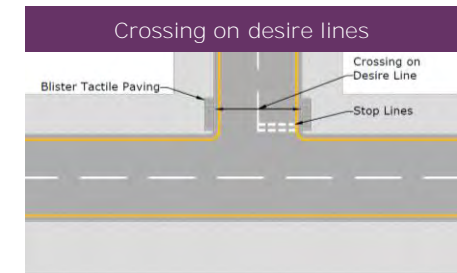 Crossing on desire lines
Crossing on
Desire Line
Blister Tactile Paving
Stop Lines